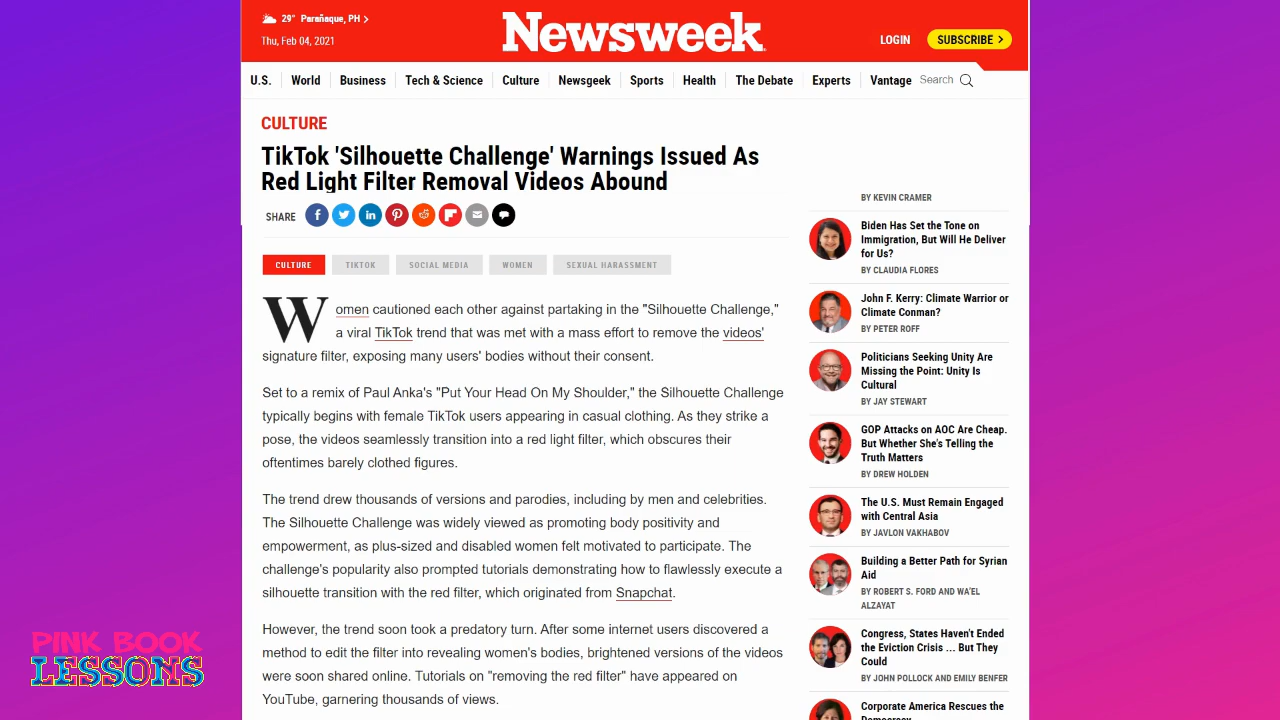 29° Parañaque, PH
Thu, Feb 04, 2021
Newsweek
LOGIN
SUBSCRIBE
U.S. World Business Tech & Science Culture Newsgeek Sports Health The Debate Experts Vantage Search
CULTURE
TikTok 'Silhouette Challenge' Warnings Issued As
Red Light Filter Removal Videos Abound
SHARE
CULTURE TIKTOK SOCIAL MEDIA WOMEN SEXUAL HARASSMENT
Women cautioned each other against partaking in the "Silhouette Challenge,"
a viral TikTok trend that was met with a mass effort to remove the videos'
signature filter, exposing many users' bodies without their consent.
Set to a remix of Paul Anka's "Put Your Head On My Shoulder," the Silhouette Challenge
typically begins with female TikTok users appearing in casual clothing. As they strike a
pose, the videos seamlessly transition into a red light filter, which obscures their
oftentimes barely clothed figures.
The trend drew thousands of versions and parodies, including by men and celebrities.
The Silhouette Challenge was widely viewed as promoting body positivity and
empowerment, as plus-sized and disabled women felt motivated to participate. The
challenge's popularity also prompted tutorials demonstrating how to flawlessly execute a
silhouette transition with the red filter, which originated from Snapchat.
However, the trend soon took a predatory turn. After some internet users discovered a
method to edit the filter into revealing women's bodies, brightened versions of the videos
were soon shared online. Tutorials on "removing the red filter" have appeared on
YouTube, garnering thousands of views.
BY KEVIN CRAMER
Biden Has Set the Tone on
Immigration, But Will He Deliver
for Us?
BY CLAUDIA FLORES
John F. Kerry: Climate Warrior or
Climate Conman?
BY PETER ROFF
Politicians Seeking Unity Are
Missing the Point: Unity Is
Cultural
BY JAY STEWART
GOP Attacks on AOC Are Cheap.
But Whether She's Telling the
Truth Matters
BY DREW HOLDEN
The U.S. Must Remain Engaged
with Central Asia
BY JAVLON VAKHABOV
Building a Better Path for Syrian
Aid
BY ROBERT S. FORD AND WA'EL
ALZAYAT
Congress, States Haven't Ended
the Eviction Crisis ... But They
Could
BY JOHN POLLOCK AND EMILY BENFER
Corporate America Rescues the
Democracy
PINK BOOK
LESSONS